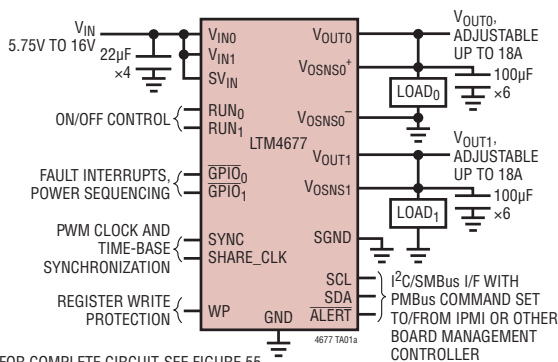 VIN
5.75V TO 16V
22µF
×4
ON/OFF CONTROL
FAULT INTERRUPTS,
POWER SEQUENCING
PWM CLOCK AND
TIME-BASE
SYNCHRONIZATION
REGISTER WRITE
PROTECTION
VIN0
VIN1
SVIN
RUN0
RUN1
GPIO0
GPIO1
SYNC
SHARE_CLK
WP
LTM4677
GND
VOUT0
VOSNS0+
VOSNS0–
VOUT1
VOSNS1
SGND
SCL
SDA
ALERT
VOUT0,
ADJUSTABLE
UP TO 18A
100µF
×6
LOAD0
VOUT1,
ADJUSTABLE
UP TO 18A
100µF
×6
LOAD1
I2C/SMBus I/F WITH
PMBus COMMAND SET
TO/FROM IPMI OR OTHER
BOARD MANAGEMENT
CONTROLLER
4677 TA01a
FOR COMPLETE CIRCUIT SEE FIGURE 55